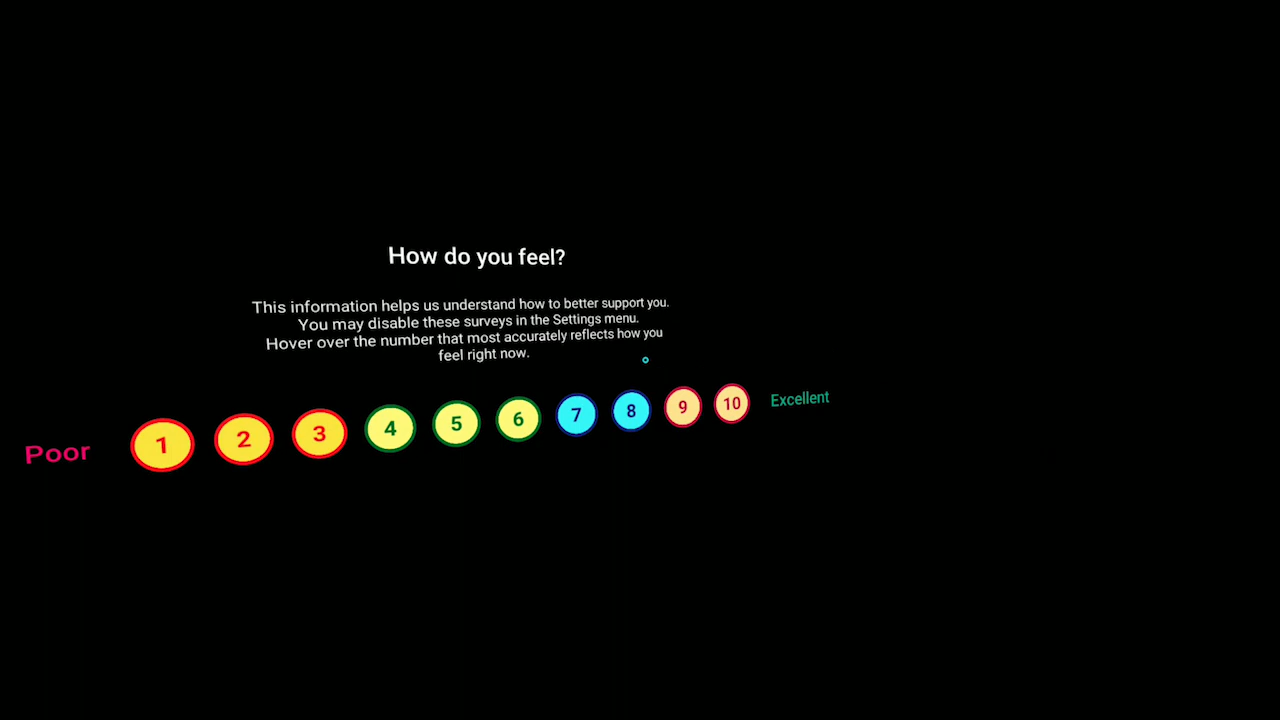 How do you feel?
This information helps us understand how to better support you.
You may disable these surveys in the Settings menu.
Hover over the number that most accurately reflects how you
feel right now.
Poor 1 2 3 4 5 6 7 8 9 10 Excellent